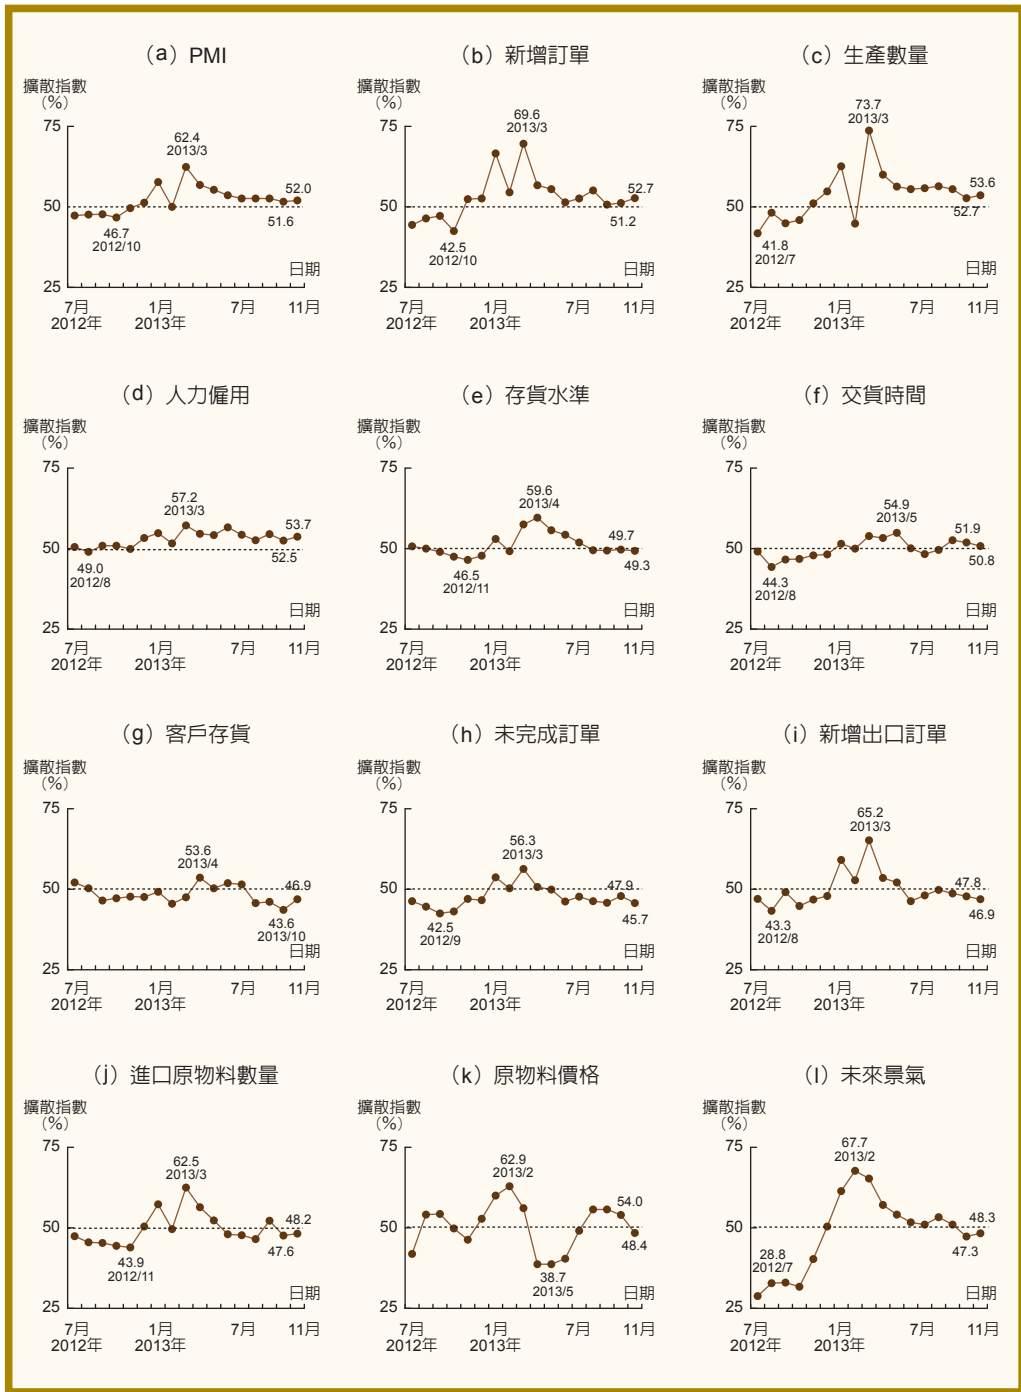 (a) PMI
擴散指數
(%)
75
62.4
2013/3
52.0
50
51.6
46.7
2012/10
日期
25
7月
1月
7月
11月
2012年
2013年
(b) 新增訂單
擴散指數
(%)
75
69.6
2013/3
52.7
50
51.2
42.5
2012/10
日期
25
7月
1月
7月
11月
2012年
2013年
(c) 生產數量
擴散指數
(%)
75
73.7
2013/3
53.6
50
52.7
41.8
2012/7
日期
25
7月
1月
7月
11月
2012年
2013年
(d) 人力僱用
擴散指數
(%)
75
57.2
2013/3
53.7
50
52.5
49.0
2012/8
日期
25
7月
1月
7月
11月
2012年
2013年
(e) 存貨水準
擴散指數
(%)
75
59.6
2013/4
49.7
50
49.3
46.5
2012/11
日期
25
7月
1月
7月
11月
2012年
2013年
(f) 交貨時間
擴散指數
(%)
75
54.9
2013/5
51.9
50
50.8
44.3
2012/8
日期
25
7月
1月
7月
11月
2012年
2013年
(g) 客戶存貨
擴散指數
(%)
75
53.6
2013/4
46.9
50
43.6
2013/10
日期
25
7月
1月
7月
11月
2012年
2013年
(h) 未完成訂單
擴散指數
(%)
75
56.3
2013/3
47.9
50
45.7
42.5
2012/9
日期
25
7月
1月
7月
11月
2012年
2013年
(i) 新增出口訂單
擴散指數
(%)
75
65.2
2013/3
47.8
50
46.9
43.3
2012/8
日期
25
7月
1月
7月
11月
2012年
2013年
(j) 進口原物料數量
擴散指數
(%)
75
62.5
2013/3
48.2
50
47.6
43.9
2012/11
日期
25
7月
1月
7月
11月
2012年
2013年
(k) 原物料價格
擴散指數
(%)
75
62.9
2013/2
54.0
50
48.4
38.7
2013/5
日期
25
7月
1月
7月
11月
2012年
2013年
(l) 未來景氣
擴散指數
(%)
75
67.7
2013/2
48.3
50
47.3
28.8
2012/7
日期
25
7月
1月
7月
11月
2012年
2013年